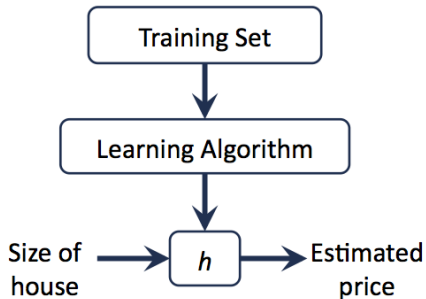 Training Set
Learning Algorithm
Size of
house
h
Estimated
price